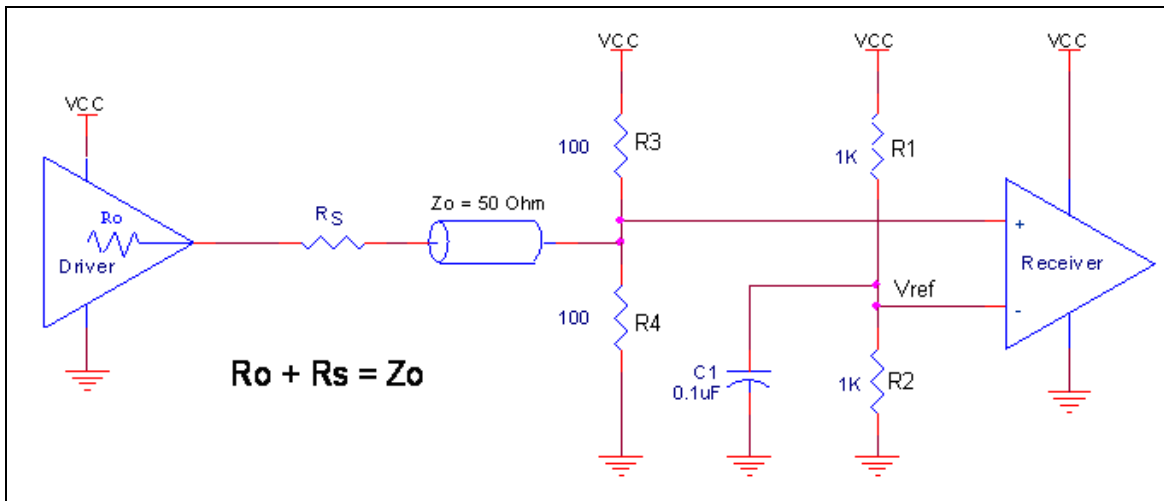 VCC
VCC
VCC
VCC
R3
100
R1
1K
Ro
Driver
RS
Zo = 50 Ohm
+
Receiver
Vref
-
R4
100
Ro + Rs = Zo
C1
0.1uF
R2
1K